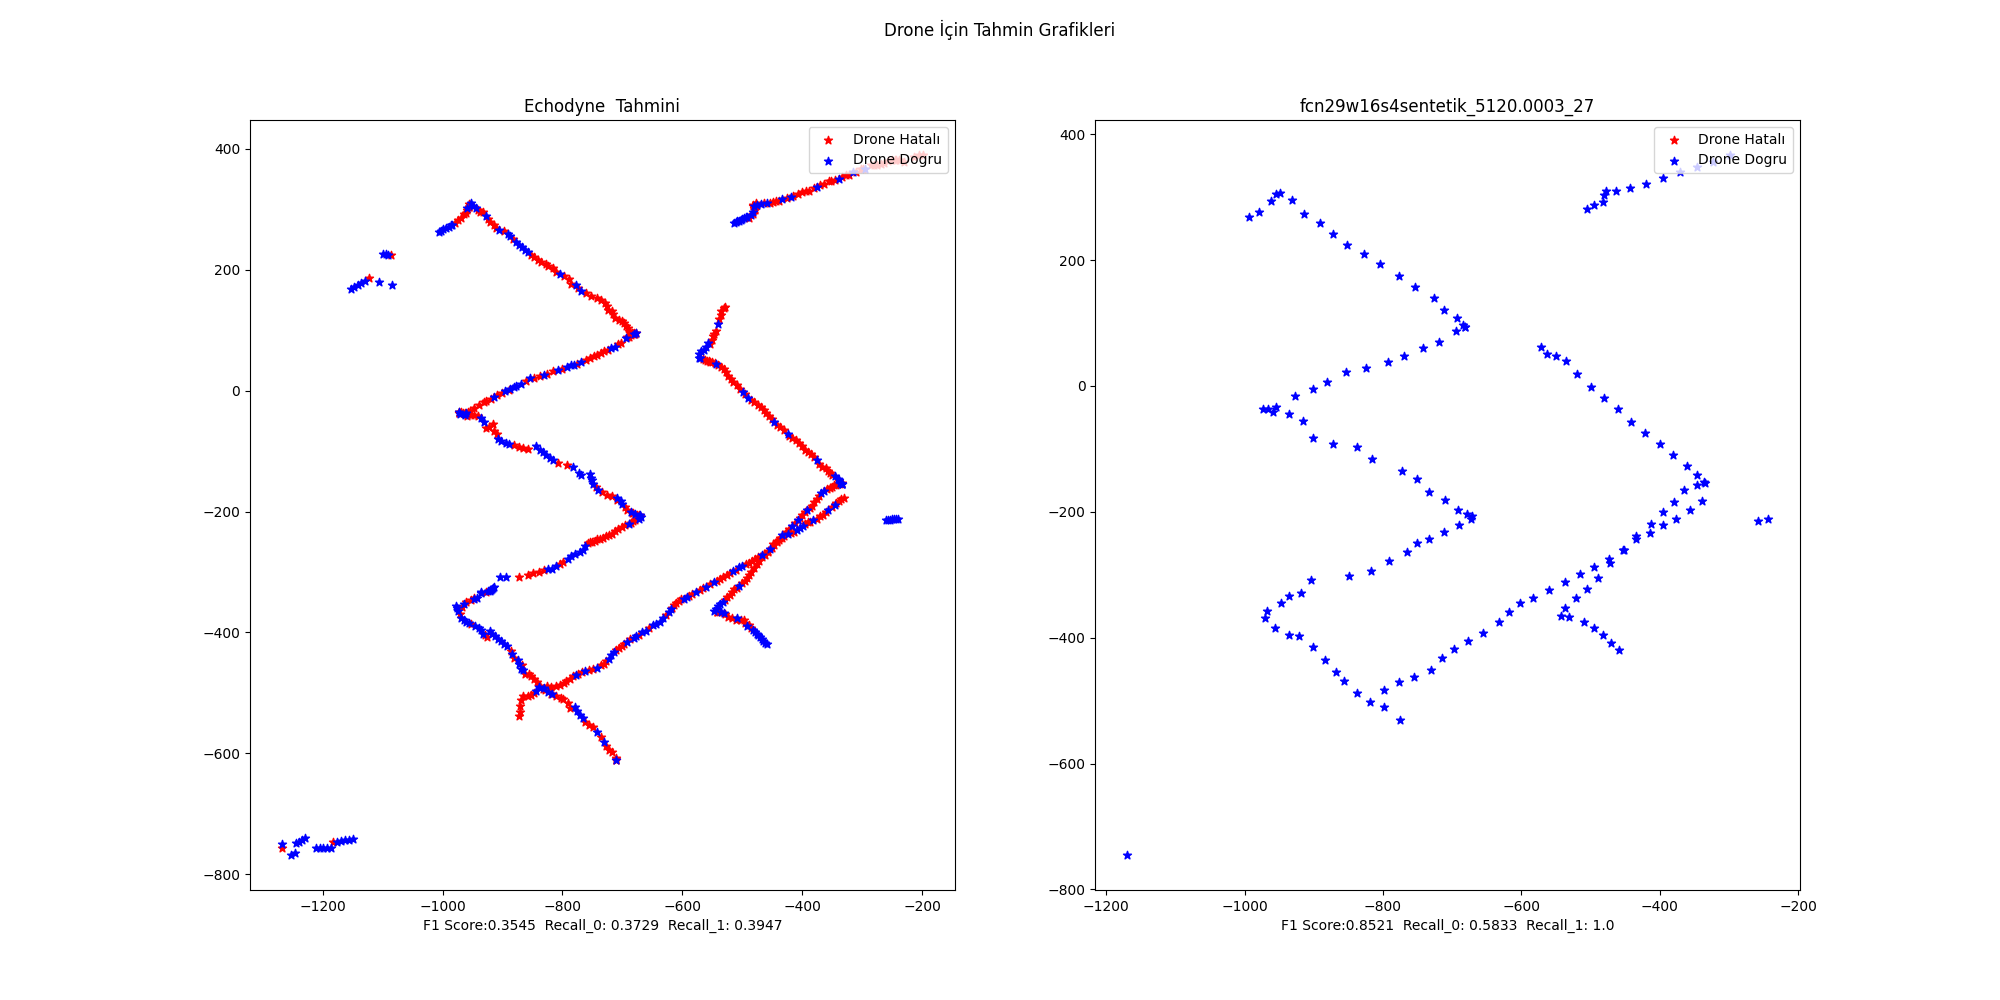 Drone İçin Tahmin Grafikleri
Echodyne  Tahmini
Drone Hatalı
Drone Dogru
400
200
0
−200
−400
−600
−800
−1200
−1000
−800
−600
−400
−200
F1 Score:0.3545  Recall_0: 0.3729  Recall_1: 0.3947
fcn29w16s4sentetik_5120.0003_27
Drone Hatalı
Drone Dogru
400
200
0
−200
−400
−600
−800
−1200
−1000
−800
−600
−400
−200
F1 Score:0.8521  Recall_0: 0.5833  Recall_1: 1.0